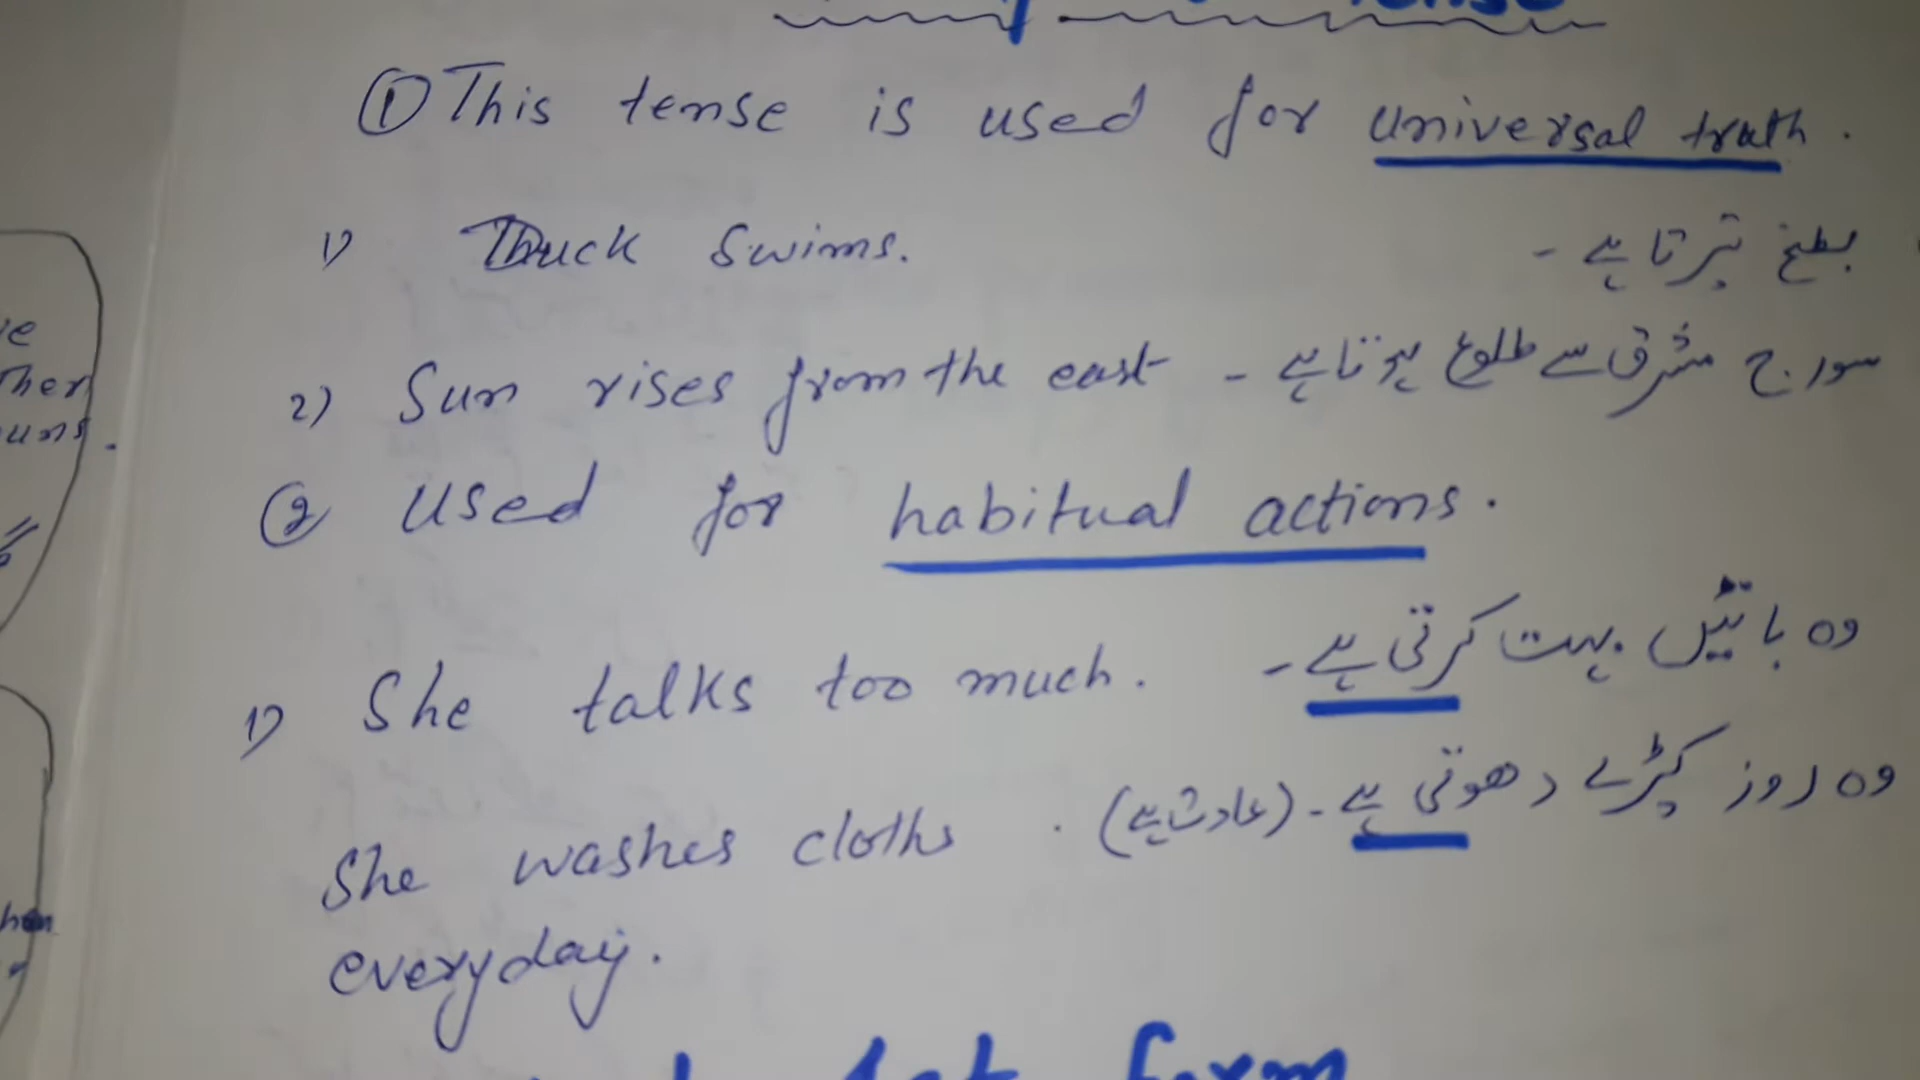 ① This tense is used for universal truth.
1) Duck Swims. بطخ تیرتا ہے ۔
2) Sun rises from the east - سورج مشرق سے طلوع ہوتا ہے
② Used for habitual actions.
1) She talks too much. وہ باتیں بہت کرتی ہے ۔
She washes cloths . وہ روز کپڑے دھوتی ہے ۔ (عادت ہے)
everyday.
form